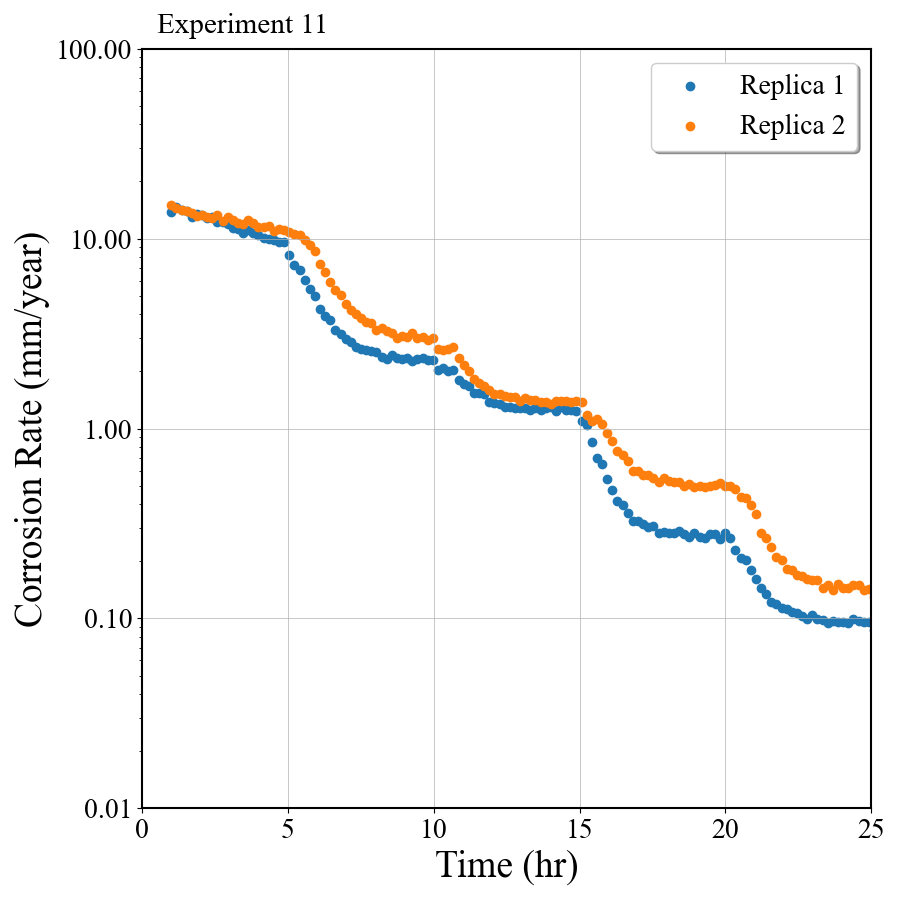 Experiment 11
100.00
10.00
1.00
0.10
0.01
Corrosion Rate (mm/year)
Replica 1
Replica 2
0 5 10 15 20 25
Time (hr)